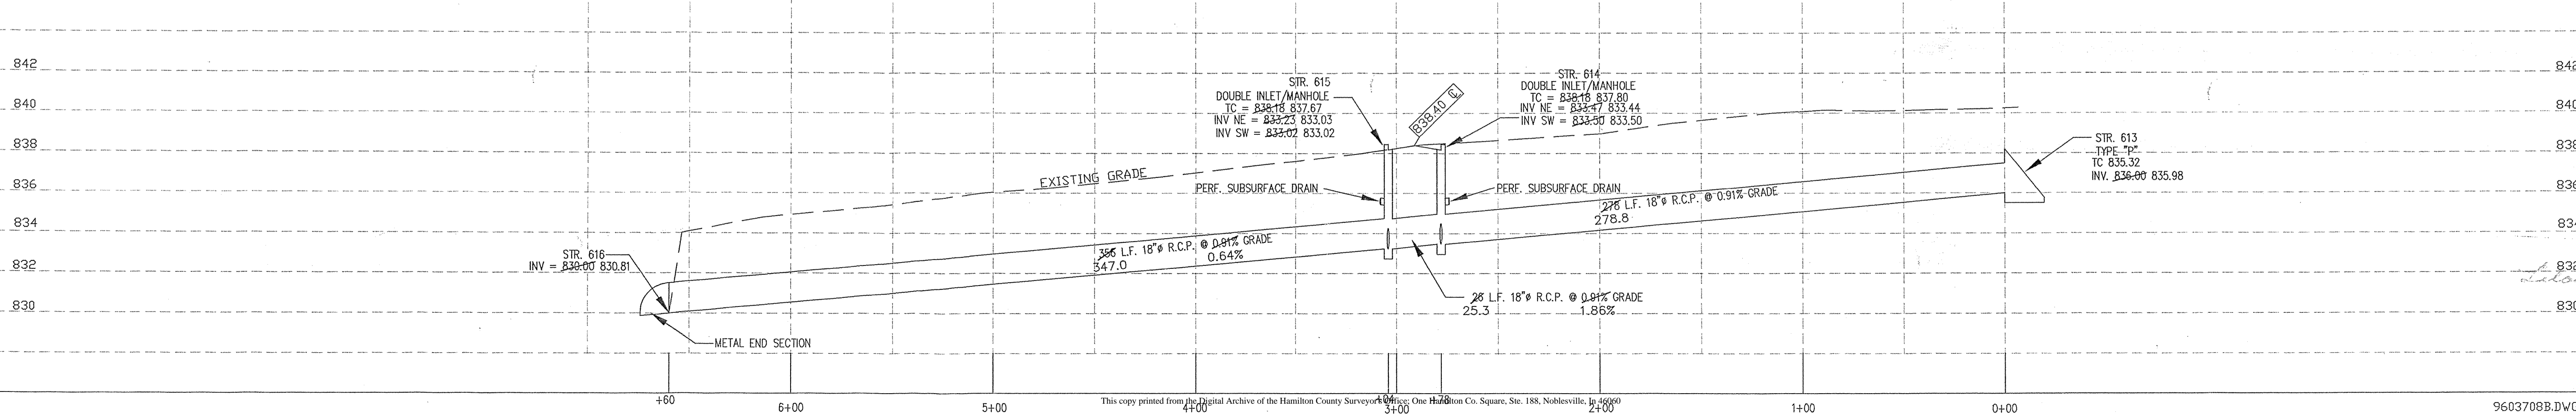 842
840
838
836
834
832
830
STR. 616
INV = 830.00 830.81
METAL END SECTION
EXISTING GRADE
356 L.F. 18"ø R.C.P. @ 0.91% GRADE
347.0 0.64%
STR. 615
DOUBLE INLET/MANHOLE
TC = 838.18 837.67
INV NE = 833.23 833.03
INV SW = 833.02 833.02
PERF. SUBSURFACE DRAIN
838.40 ℄
STR. 614
DOUBLE INLET/MANHOLE
TC = 838.18 837.80
INV NE = 833.47 833.44
INV SW = 833.50 833.50
PERF. SUBSURFACE DRAIN
278 L.F. 18"ø R.C.P. @ 0.91% GRADE
278.8
26 L.F. 18"ø R.C.P. @ 0.91% GRADE
25.3 1.86%
STR. 613
TYPE "P"
TC 835.32
INV. 836.00 835.98
842
840
838
836
834
832
830
+60
6+00
5+00
4+00
+04
3+00
+78
2+00
1+00
0+00
This copy printed from the Digital Archive of the Hamilton County Surveyor's Office; One Hamilton Co. Square, Ste. 188, Noblesville, In 46060
9603708B.DWG